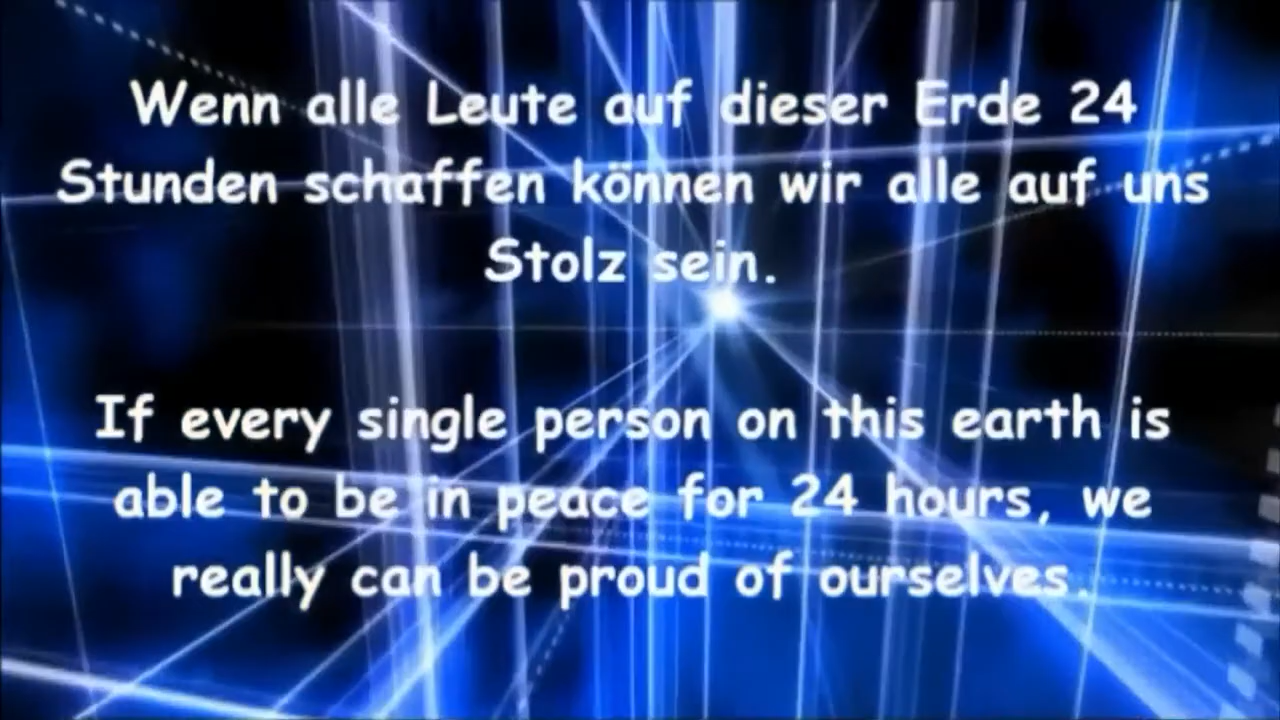 Wenn alle Leute auf dieser Erde 24
Stunden schaffen können wir alle auf uns
Stolz sein.
If every single person on this earth is
able to be in peace for 24 hours, we
really can be proud of ourselves.